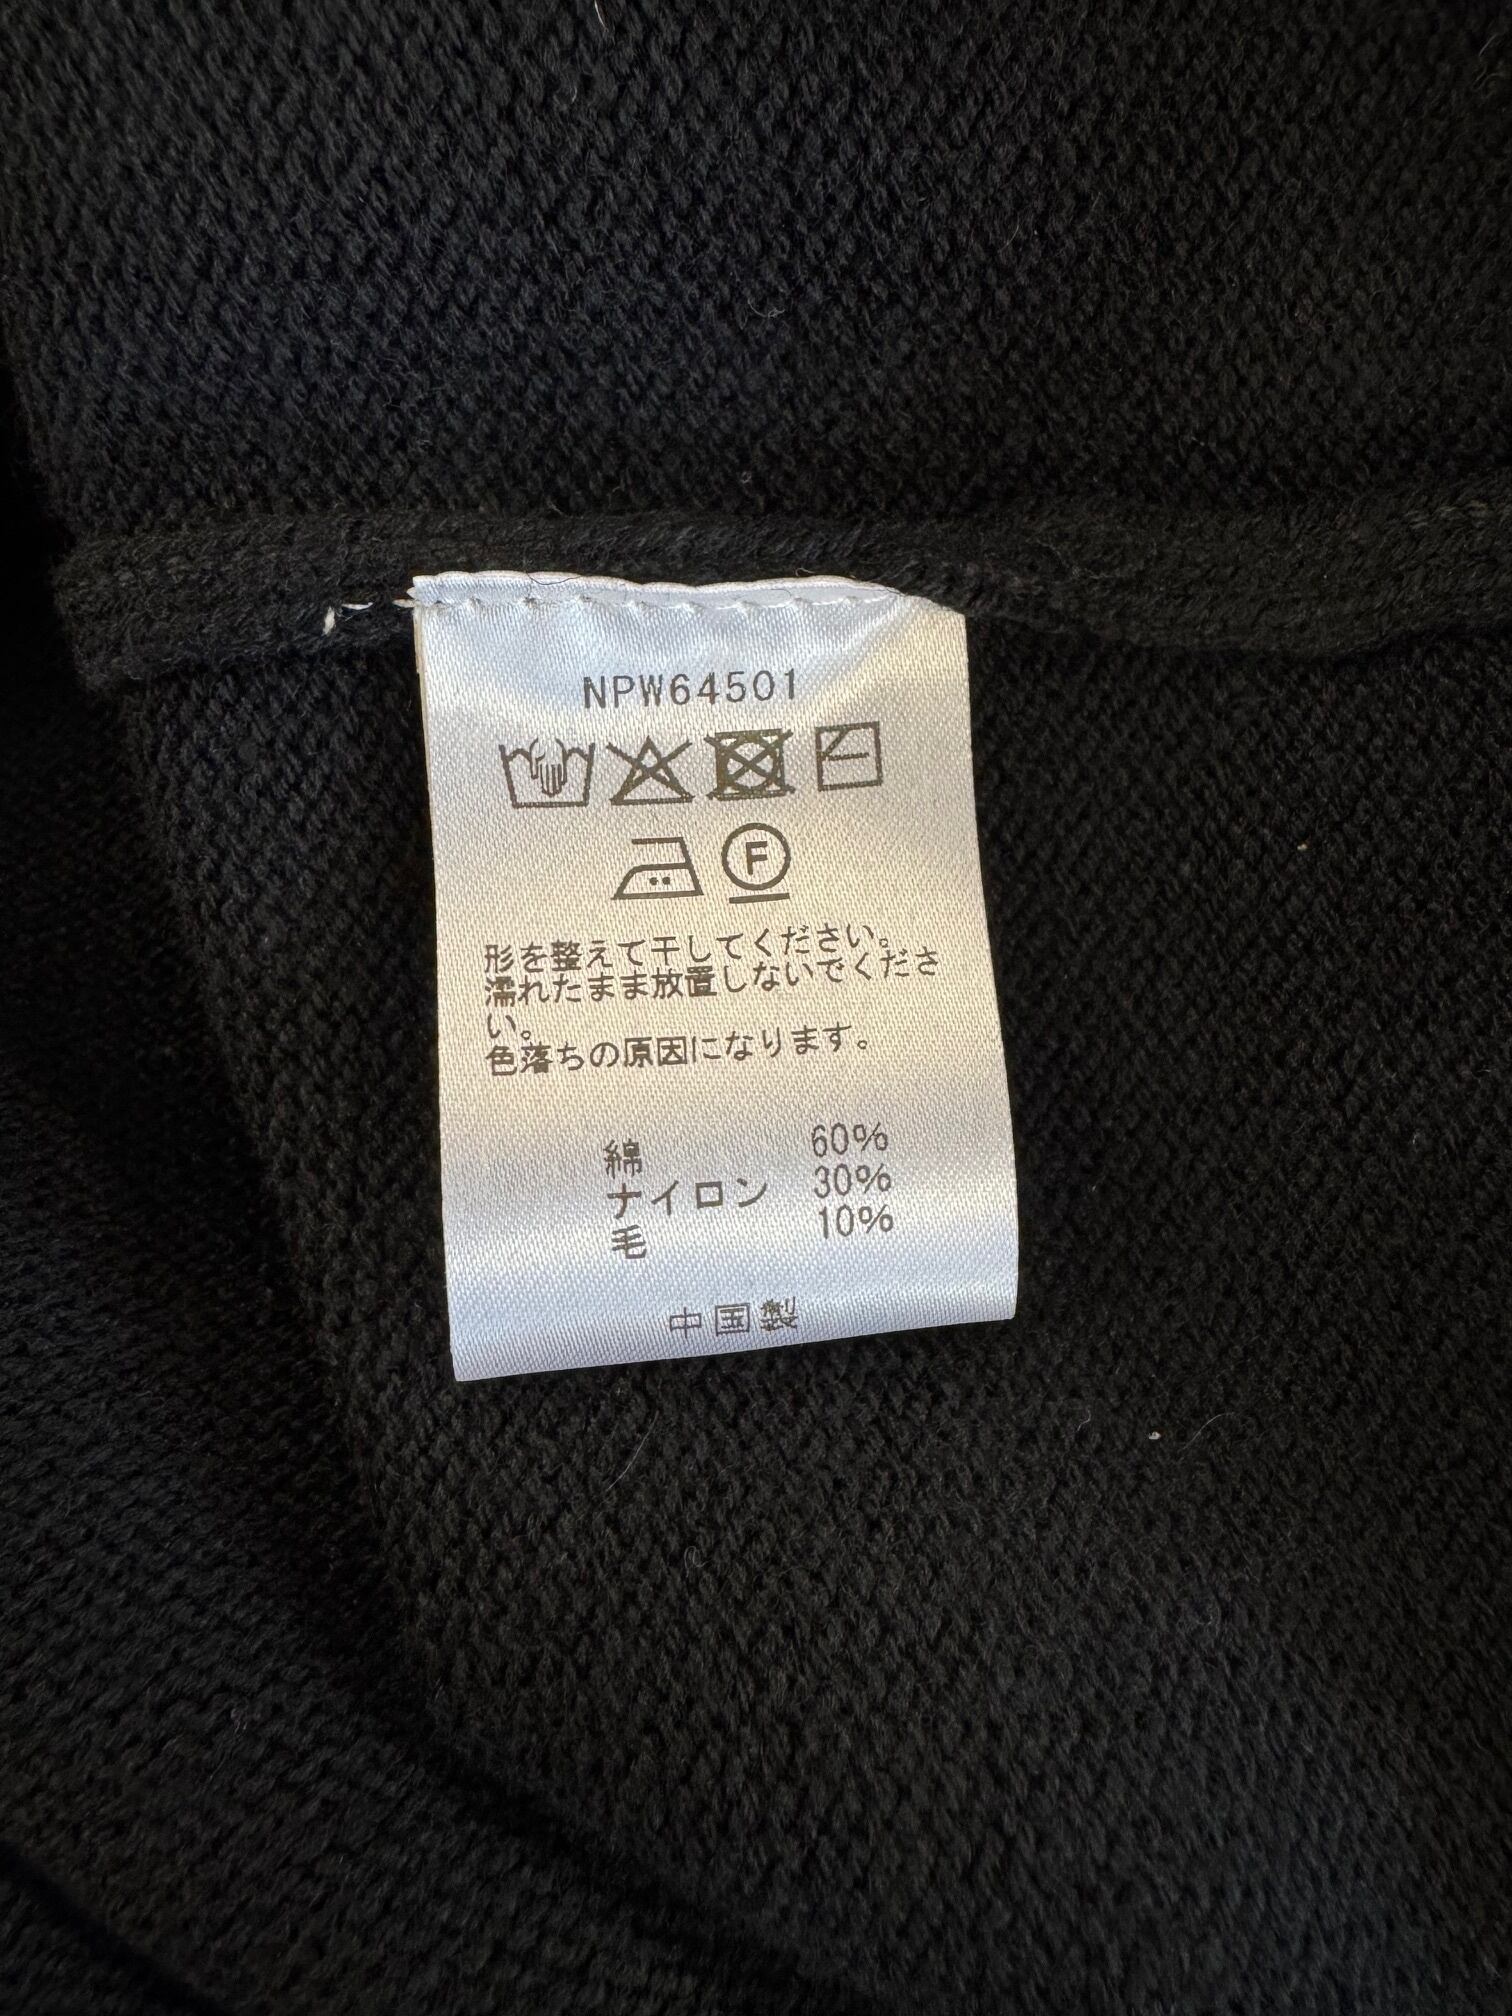 NPW64501
F
形を整えて干してください。
濡れたまま放置しないでくださ
い。
色落ちの原因になります。
綿 60%
ナイロン 30%
毛 10%
中国製